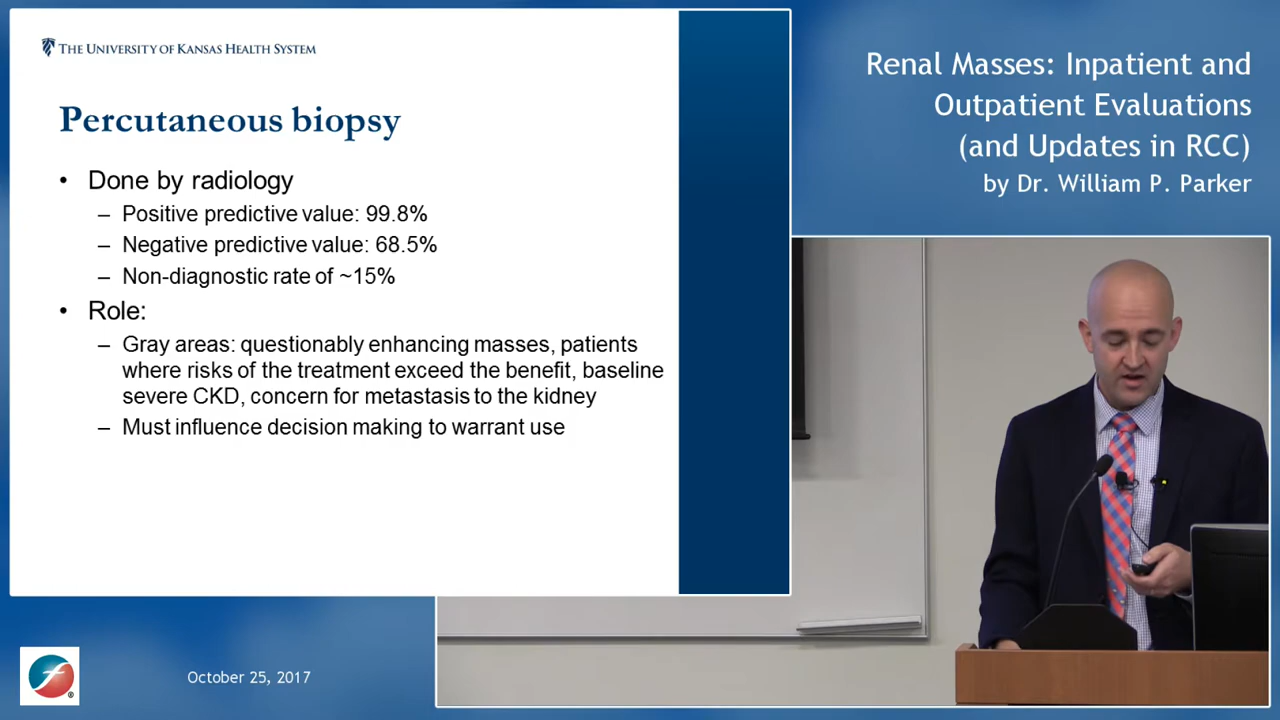 THE UNIVERSITY OF KANSAS HEALTH SYSTEM
Percutaneous biopsy
• Done by radiology
– Positive predictive value: 99.8%
– Negative predictive value: 68.5%
– Non-diagnostic rate of ~15%
• Role:
– Gray areas: questionably enhancing masses, patients
where risks of the treatment exceed the benefit, baseline
severe CKD, concern for metastasis to the kidney
– Must influence decision making to warrant use
Renal Masses: Inpatient and
Outpatient Evaluations
(and Updates in RCC)
by Dr. William P. Parker
October 25, 2017
®